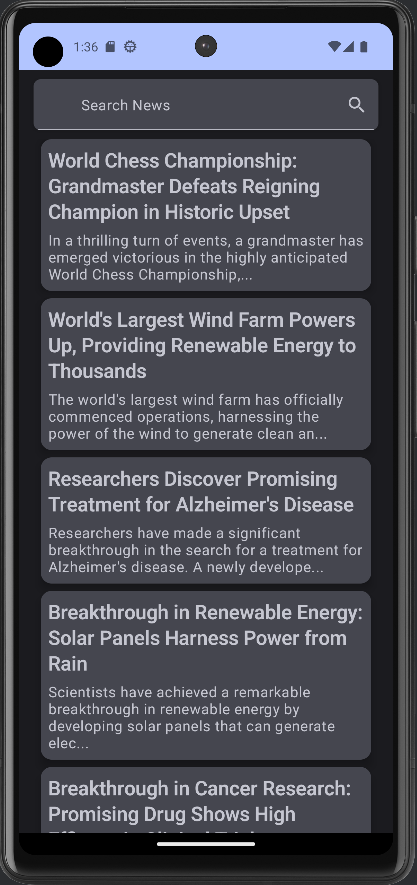 1:36
Search News
World Chess Championship:
Grandmaster Defeats Reigning
Champion in Historic Upset
In a thrilling turn of events, a grandmaster has
emerged victorious in the highly anticipated
World Chess Championship,...
World's Largest Wind Farm Powers
Up, Providing Renewable Energy to
Thousands
The world's largest wind farm has officially
commenced operations, harnessing the
power of the wind to generate clean an...
Researchers Discover Promising
Treatment for Alzheimer's Disease
Researchers have made a significant
breakthrough in the search for a treatment for
Alzheimer's disease. A newly develope...
Breakthrough in Renewable Energy:
Solar Panels Harness Power from
Rain
Scientists have achieved a remarkable
breakthrough in renewable energy by
developing solar panels that can generate
elec...
Breakthrough in Cancer Research:
Promising Drug Shows High